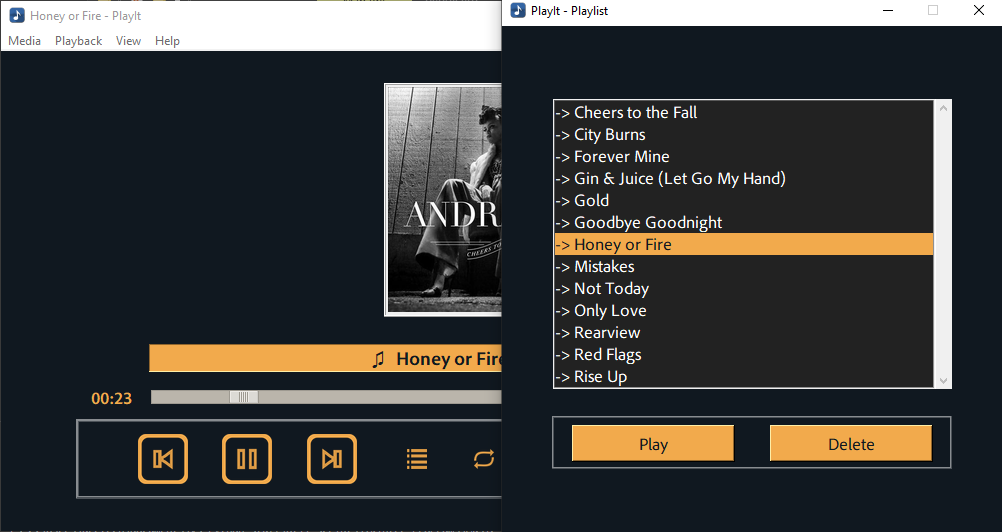 Honey or Fire - PlayIt
Media Playback View Help
ANDR
CHEERS TO
♫ Honey or Fire
00:23
PlayIt - Playlist
-> Cheers to the Fall
-> City Burns
-> Forever Mine
-> Gin & Juice (Let Go My Hand)
-> Gold
-> Goodbye Goodnight
-> Honey or Fire
-> Mistakes
-> Not Today
-> Only Love
-> Rearview
-> Red Flags
-> Rise Up
Play
Delete